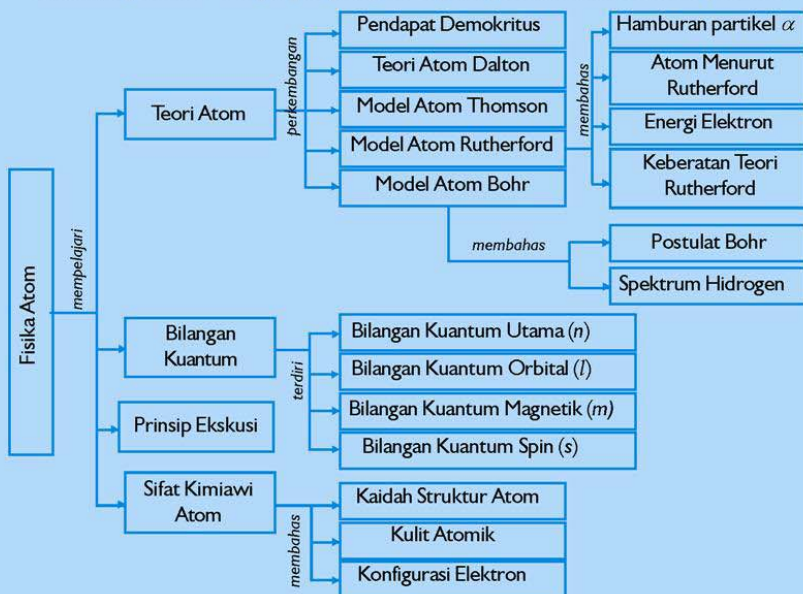 Fisika Atom
mempelajari
Teori Atom
perkembangan
Pendapat Demokritus
Teori Atom Dalton
Model Atom Thomson
Model Atom Rutherford
Model Atom Bohr
membahas
Hamburan partikel α
Atom Menurut
Rutherford
Energi Elektron
Keberatan Teori
Rutherford
membahas
Postulat Bohr
Spektrum Hidrogen
Bilangan
Kuantum
terdiri
Bilangan Kuantum Utama (n)
Bilangan Kuantum Orbital (l)
Bilangan Kuantum Magnetik (m)
Bilangan Kuantum Spin (s)
Prinsip Ekskusi
Sifat Kimiawi
Atom
membahas
Kaidah Struktur Atom
Kulit Atomik
Konfigurasi Elektron